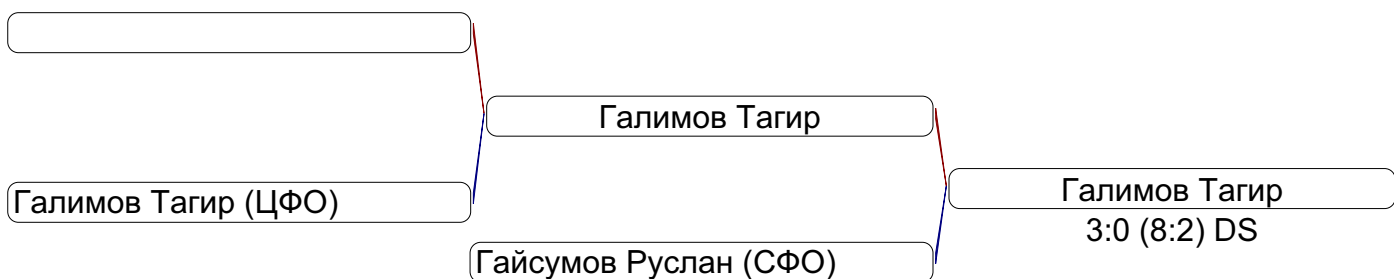 Галимов Тагир
Галимов Тагир (ЦФО)
Галимов Тагир
3:0 (8:2) DS
Гайсумов Руслан (СФО)